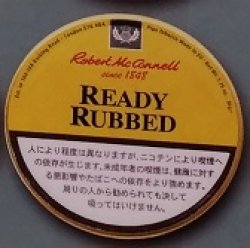 Robert McConnell
since 1848
READY
RUBBED
人により程度は異なりますが、ニコチンにより喫煙へ
の依存が生じます。未成年者の喫煙は、健康に対す
る悪影響やたばこへの依存をより強めます。
周りの人から勧められても決して
吸ってはいけません。